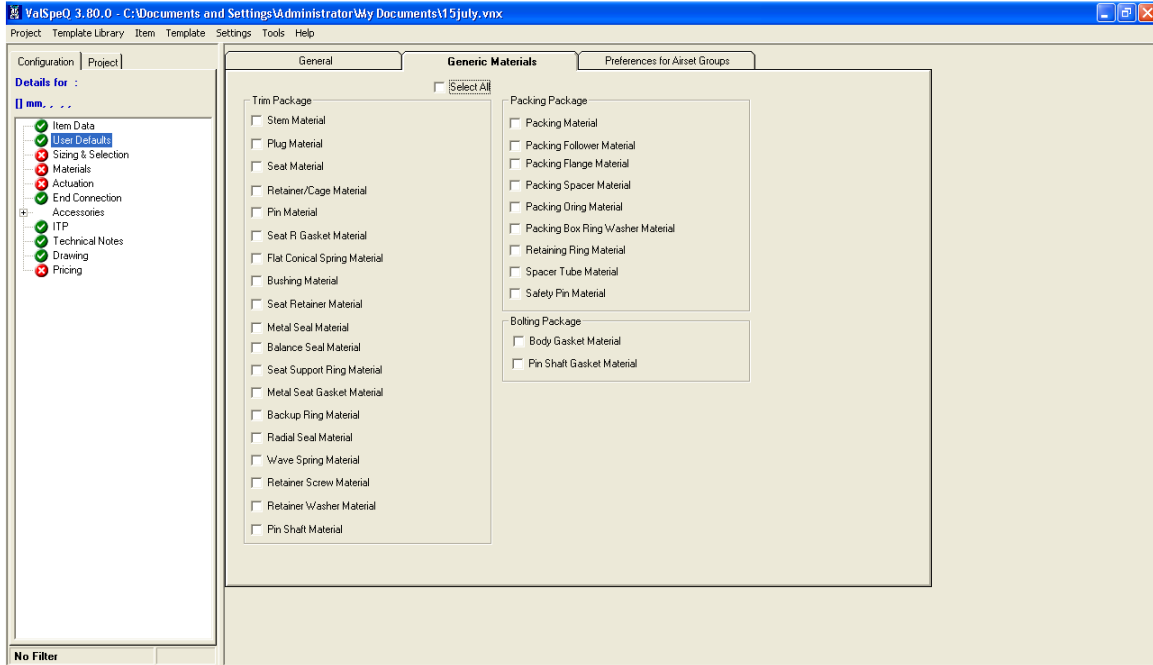 ValSpeQ 3.80.0 - C:\Documents and Settings\Administrator\My Documents\15july.vnx
Project Template Library Item Template Settings Tools Help
Configuration Project
Details for :
[] mm, , , ,
Item Data
User Defaults
Sizing & Selection
Materials
Actuation
End Connection
Accessories
ITP
Technical Notes
Drawing
Pricing
No Filter
General Generic Materials Preferences for Airset Groups
Select All
Trim Package
Stem Material
Plug Material
Seat Material
Retainer/Cage Material
Pin Material
Seat R Gasket Material
Flat Conical Spring Material
Bushing Material
Seat Retainer Material
Metal Seal Material
Balance Seal Material
Seat Support Ring Material
Metal Seat Gasket Material
Backup Ring Material
Radial Seal Material
Wave Spring Material
Retainer Screw Material
Retainer Washer Material
Pin Shaft Material
Packing Package
Packing Material
Packing Follower Material
Packing Flange Material
Packing Spacer Material
Packing Oring Material
Packing Box Ring Washer Material
Retaining Ring Material
Spacer Tube Material
Safety Pin Material
Bolting Package
Body Gasket Material
Pin Shaft Gasket Material